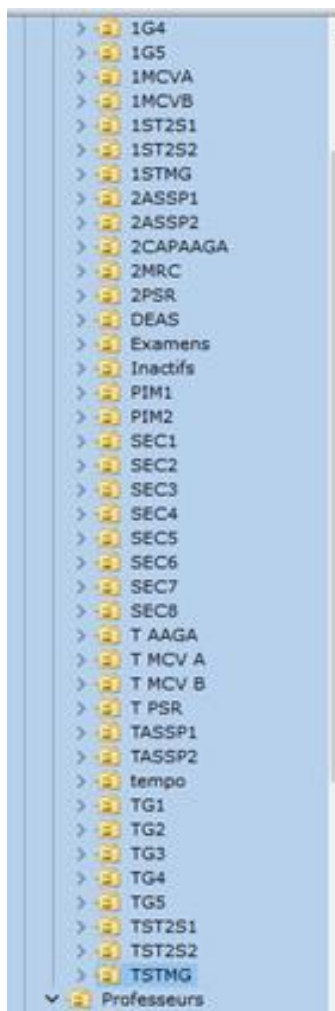 1G4
1G5
1MCVA
1MCVB
1ST2S1
1ST2S2
1STMG
2ASSP1
2ASSP2
2CAPAAGA
2MRC
2PSR
DEAS
Examens
Inactifs
PIM1
PIM2
SEC1
SEC2
SEC3
SEC4
SEC5
SEC6
SEC7
SEC8
T AAGA
T MCV A
T MCV B
T PSR
TASSP1
TASSP2
tempo
TG1
TG2
TG3
TG4
TG5
TST2S1
TST2S2
TSTMG
Professeurs